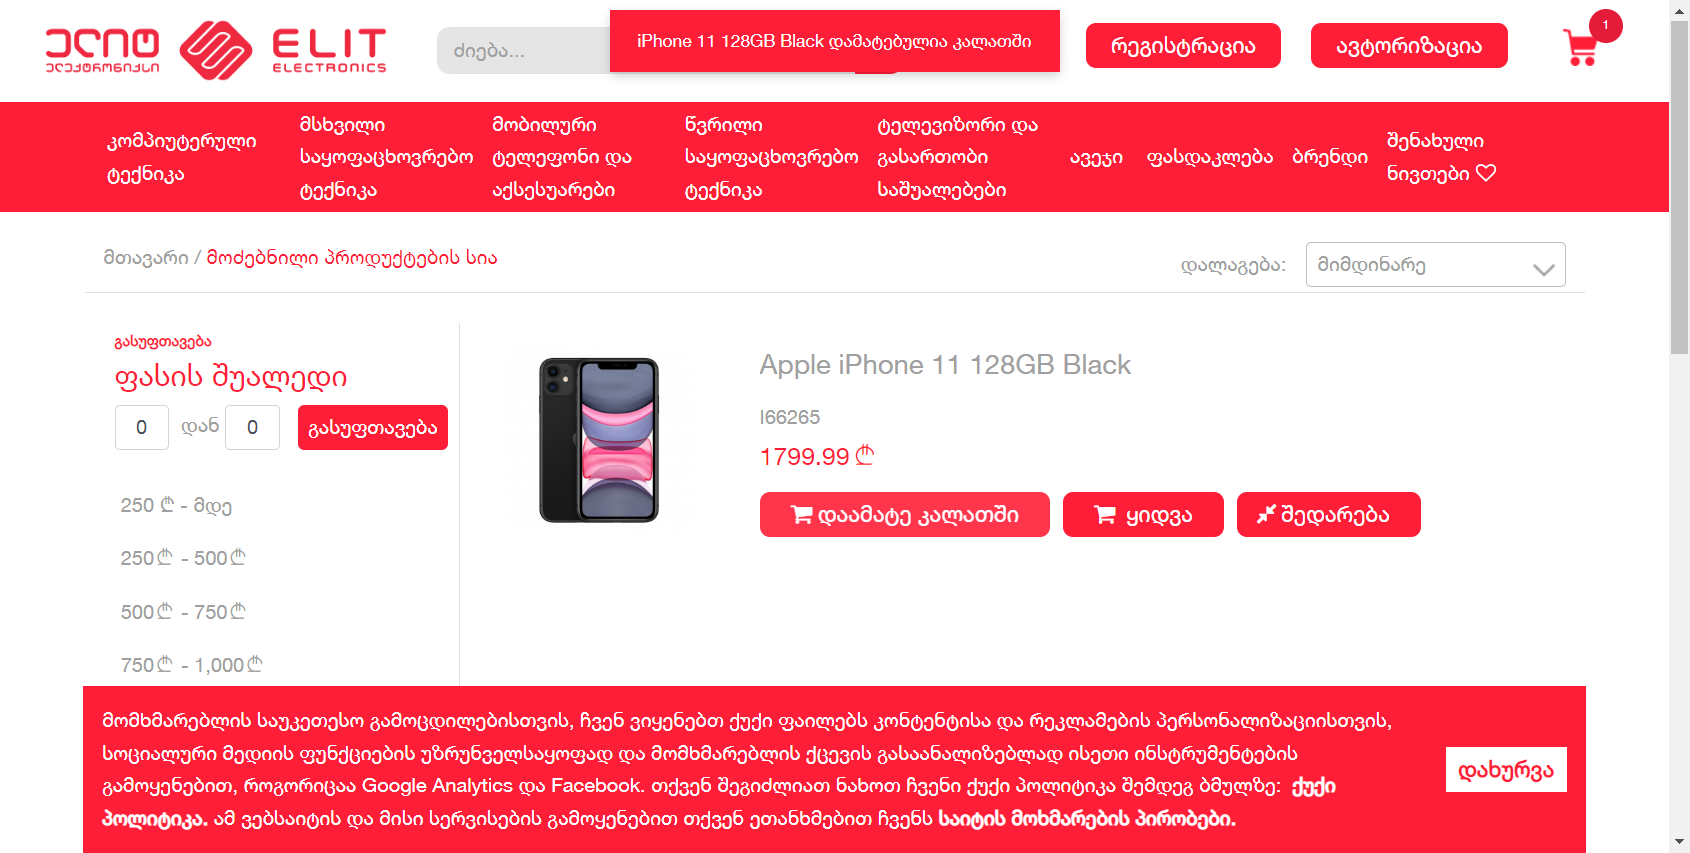 ელიტ
ელექტრონიქსი
ELIT
ELECTRONICS
ძიება...
iPhone 11 128GB Black დამატებულია კალათში
რეგისტრაცია
ავტორიზაცია
1
კომპიუტერული
ტექნიკა
მსხვილი
საყოფაცხოვრებო
ტექნიკა
მობილური
ტელეფონი და
აქსესუარები
წვრილი
საყოფაცხოვრებო
ტექნიკა
ტელევიზორი და
გასართობი
საშუალებები
ავეჯი
ფასდაკლება
ბრენდი
შენახული
ნივთები
მთავარი / მოძებნილი პროდუქტების სია
დალაგება:
მიმდინარე
გასუფთავება
ფასის შუალედი
0 დან 0 გასუფთავება
250 ₾ - მდე
250₾ - 500₾
500₾ - 750₾
750₾ - 1,000₾
Apple iPhone 11 128GB Black
I66265
1799.99 ₾
დაამატე კალათში
ყიდვა
შედარება
მომხმარებლის საუკეთესო გამოცდილებისთვის, ჩვენ ვიყენებთ ქუქი ფაილებს კონტენტისა და რეკლამების პერსონალიზაციისთვის,
სოციალური მედიის ფუნქციების უზრუნველსაყოფად და მომხმარებლის ქცევის გასაანალიზებლად ისეთი ინსტრუმენტების
გამოყენებით, როგორიცაა Google Analytics და Facebook. თქვენ შეგიძლიათ ნახოთ ჩვენი ქუქი პოლიტიკა შემდეგ ბმულზე: ქუქი
პოლიტიკა. ამ ვებსაიტის და მისი სერვისების გამოყენებით თქვენ ეთანხმებით ჩვენს საიტის მოხმარების პირობები.
დახურვა